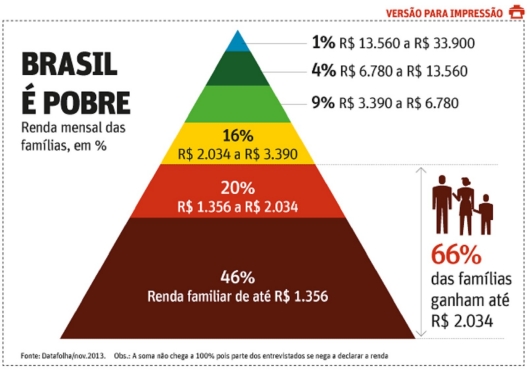 VERSÃO PARA IMPRESSÃO
BRASIL
É POBRE
Renda mensal das
famílias, em %
1% R$ 13.560 a R$ 33.900
4% R$ 6.780 a R$ 13.560
9% R$ 3.390 a R$ 6.780
16%
R$ 2.034 a R$ 3.390
20%
R$ 1.356 a R$ 2.034
46%
Renda familiar de até R$ 1.356
66%
das famílias
ganham até
R$ 2.034
Fonte: Datafolha/nov.2013. Obs.: A soma não chega a 100% pois parte dos entrevistados se nega a declarar a renda